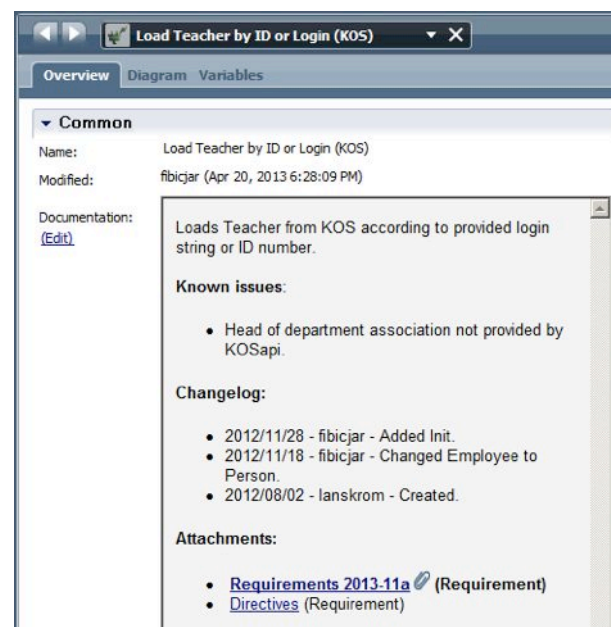 Load Teacher by ID or Login (KOS)
Overview Diagram Variables
Common
Name: Load Teacher by ID or Login (KOS)
Modified: fibicjar (Apr 20, 2013 6:28:09 PM)
Documentation:
(Edit)
Loads Teacher from KOS according to provided login
string or ID number.
Known issues:
• Head of department association not provided by
KOSapi.
Changelog:
• 2012/11/28 - fibicjar - Added Init.
• 2012/11/18 - fibicjar - Changed Employee to
Person.
• 2012/08/02 - lanskrom - Created.
Attachments:
• Requirements 2013-11a (Requirement)
• Directives (Requirement)